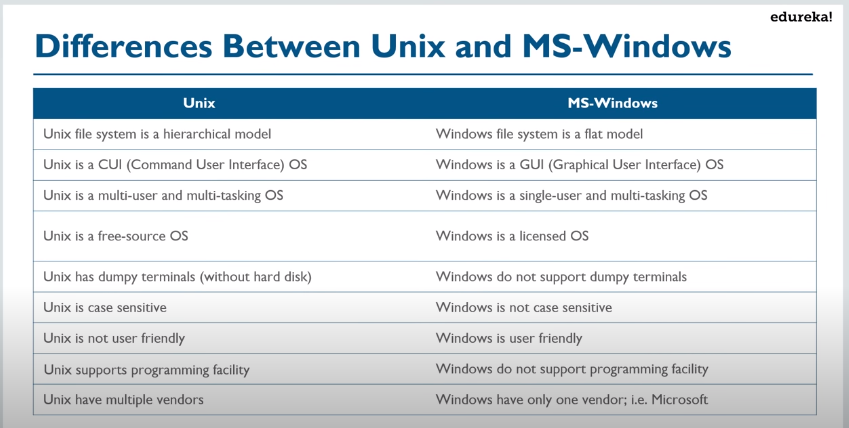 edureka!
Differences Between Unix and MS-Windows
Unix MS-Windows
Unix file system is a hierarchical model Windows file system is a flat model
Unix is a CUI (Command User Interface) OS Windows is a GUI (Graphical User Interface) OS
Unix is a multi-user and multi-tasking OS Windows is a single-user and multi-tasking OS
Unix is a free-source OS Windows is a licensed OS
Unix has dumpy terminals (without hard disk) Windows do not support dumpy terminals
Unix is case sensitive Windows is not case sensitive
Unix is not user friendly Windows is user friendly
Unix supports programming facility Windows do not support programming facility
Unix have multiple vendors Windows have only one vendor; i.e. Microsoft